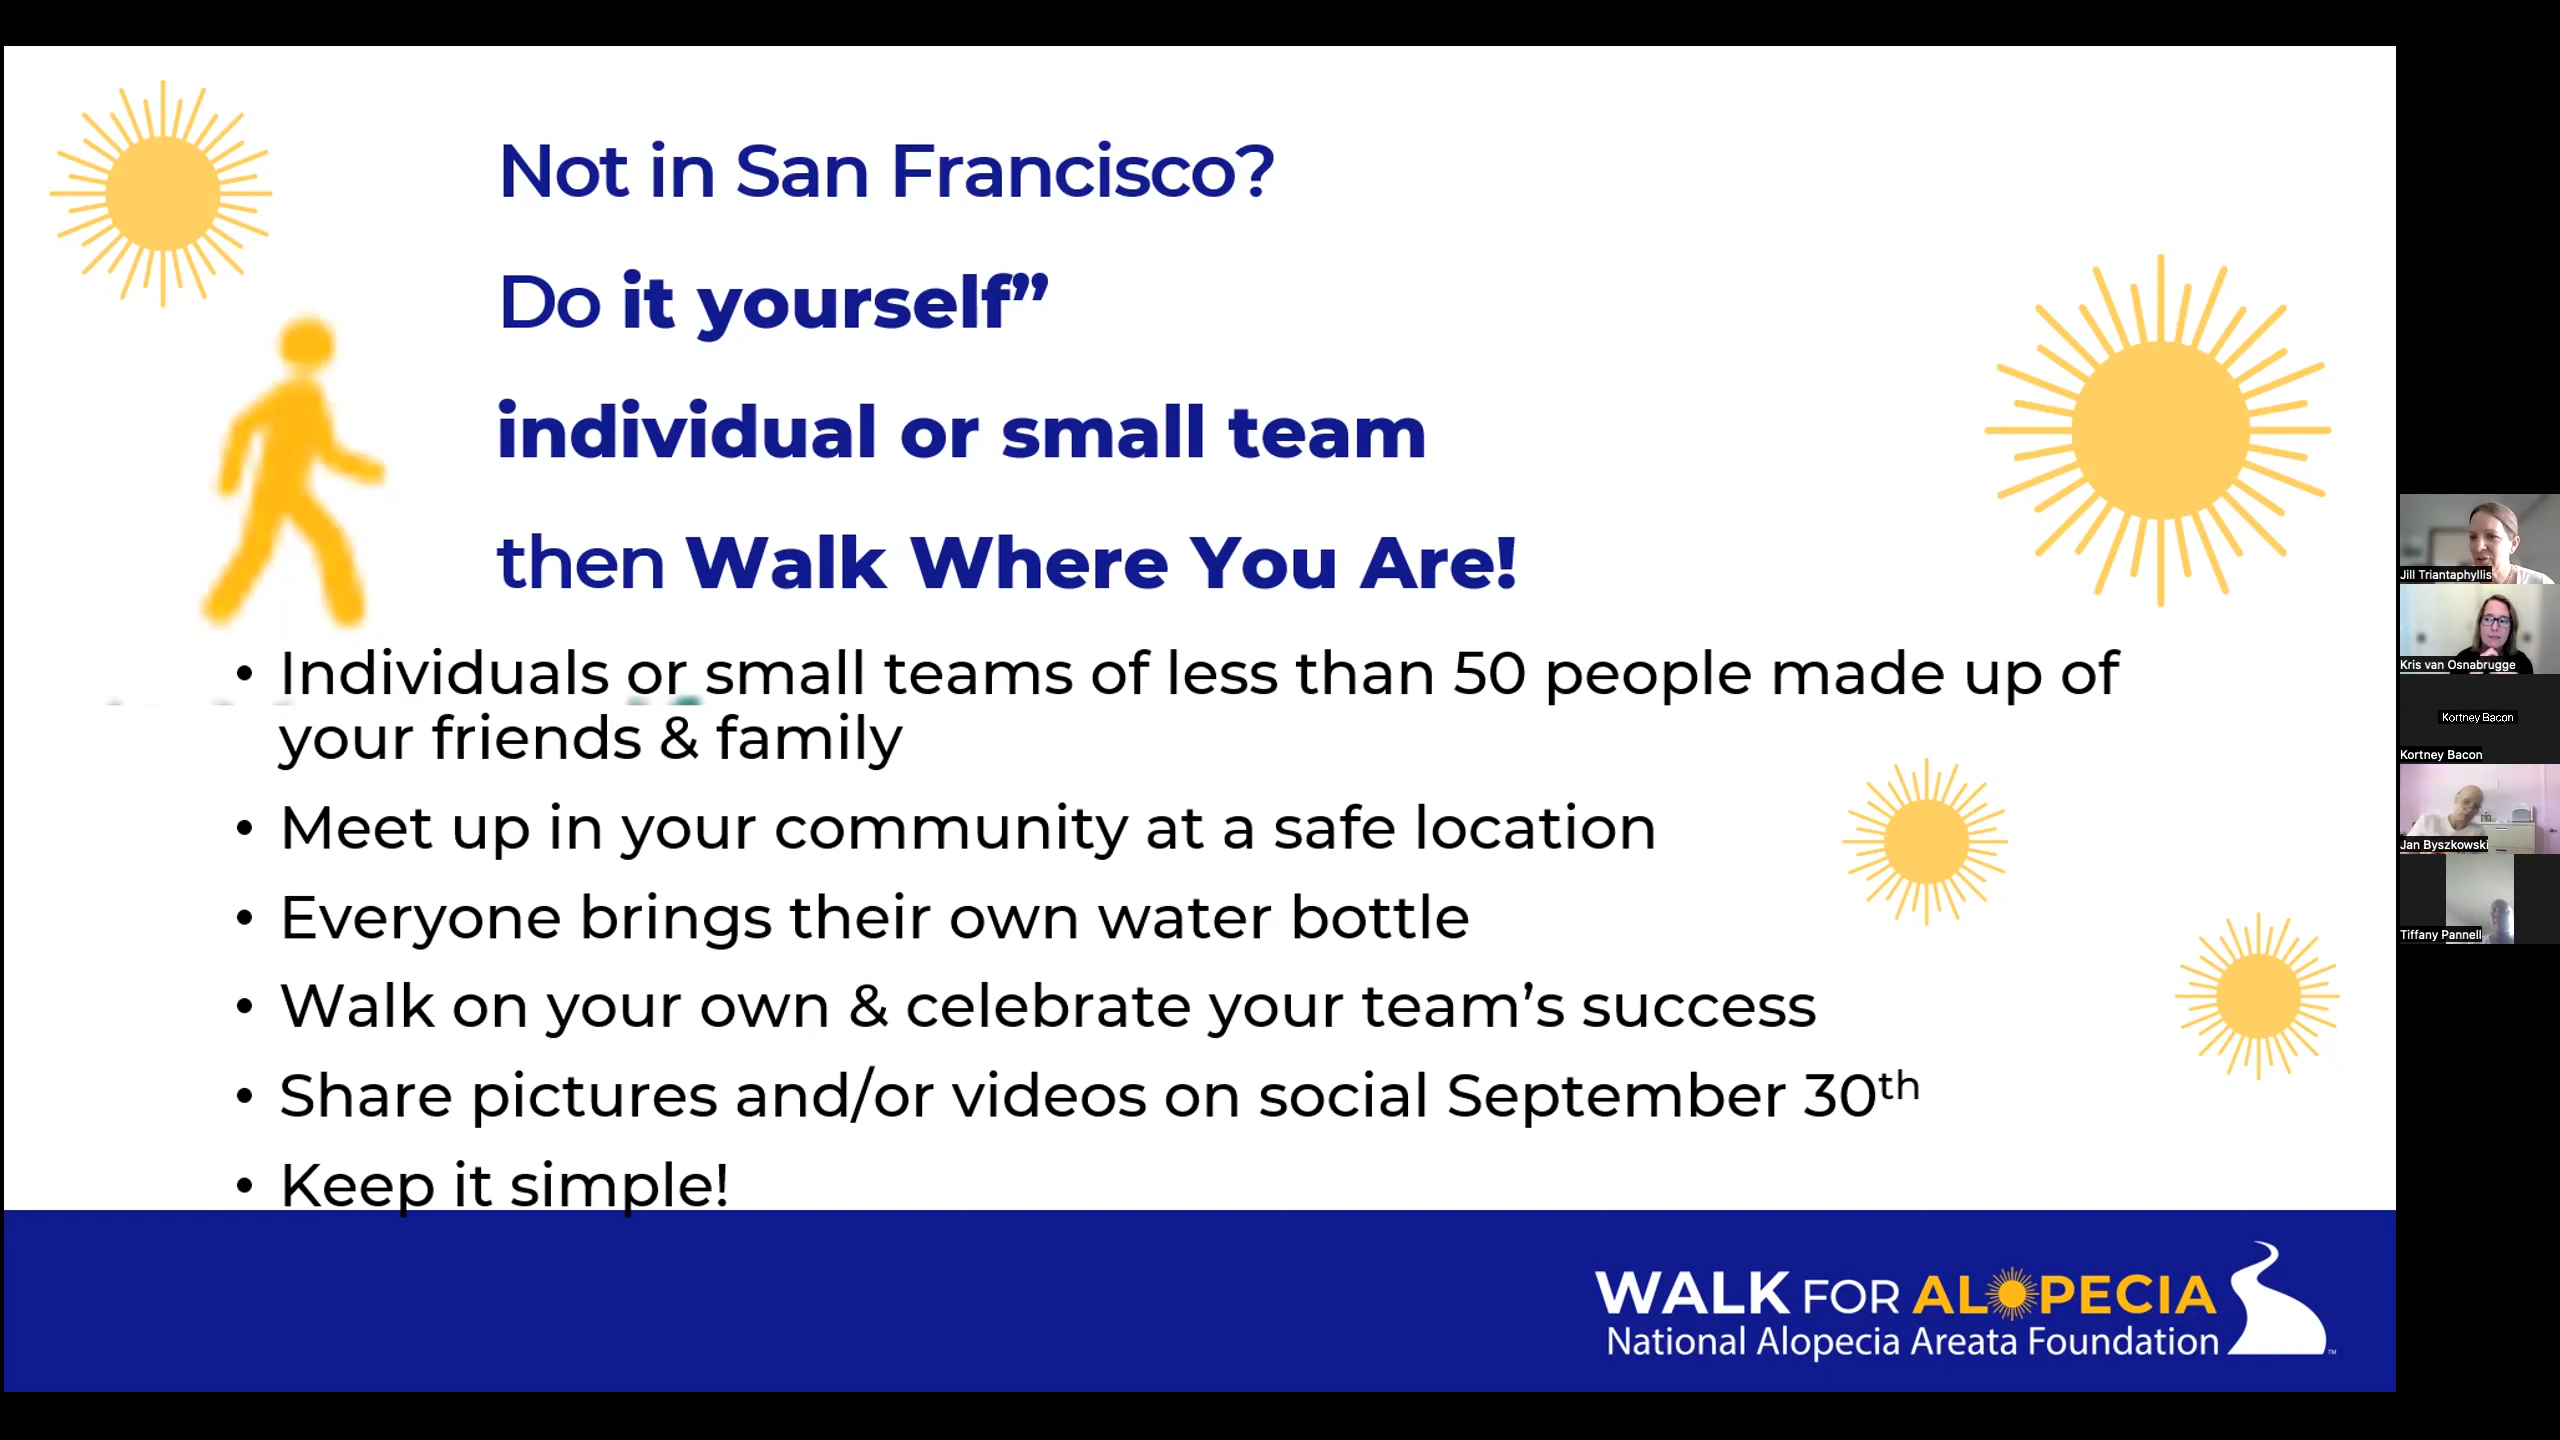 Not in San Francisco?
Do it yourself”
individual or small team
then Walk Where You Are!
• Individuals or small teams of less than 50 people made up of
your friends & family
• Meet up in your community at a safe location
• Everyone brings their own water bottle
• Walk on your own & celebrate your team’s success
• Share pictures and/or videos on social September 30th
• Keep it simple!
WALK FOR ALOPECIA
National Alopecia Areata Foundation
TM
Jill Triantaphyllis
Kris van Osnabrugge
Kortney Bacon
Kortney Bacon
Jan Byszkowski
Tiffany Pannell